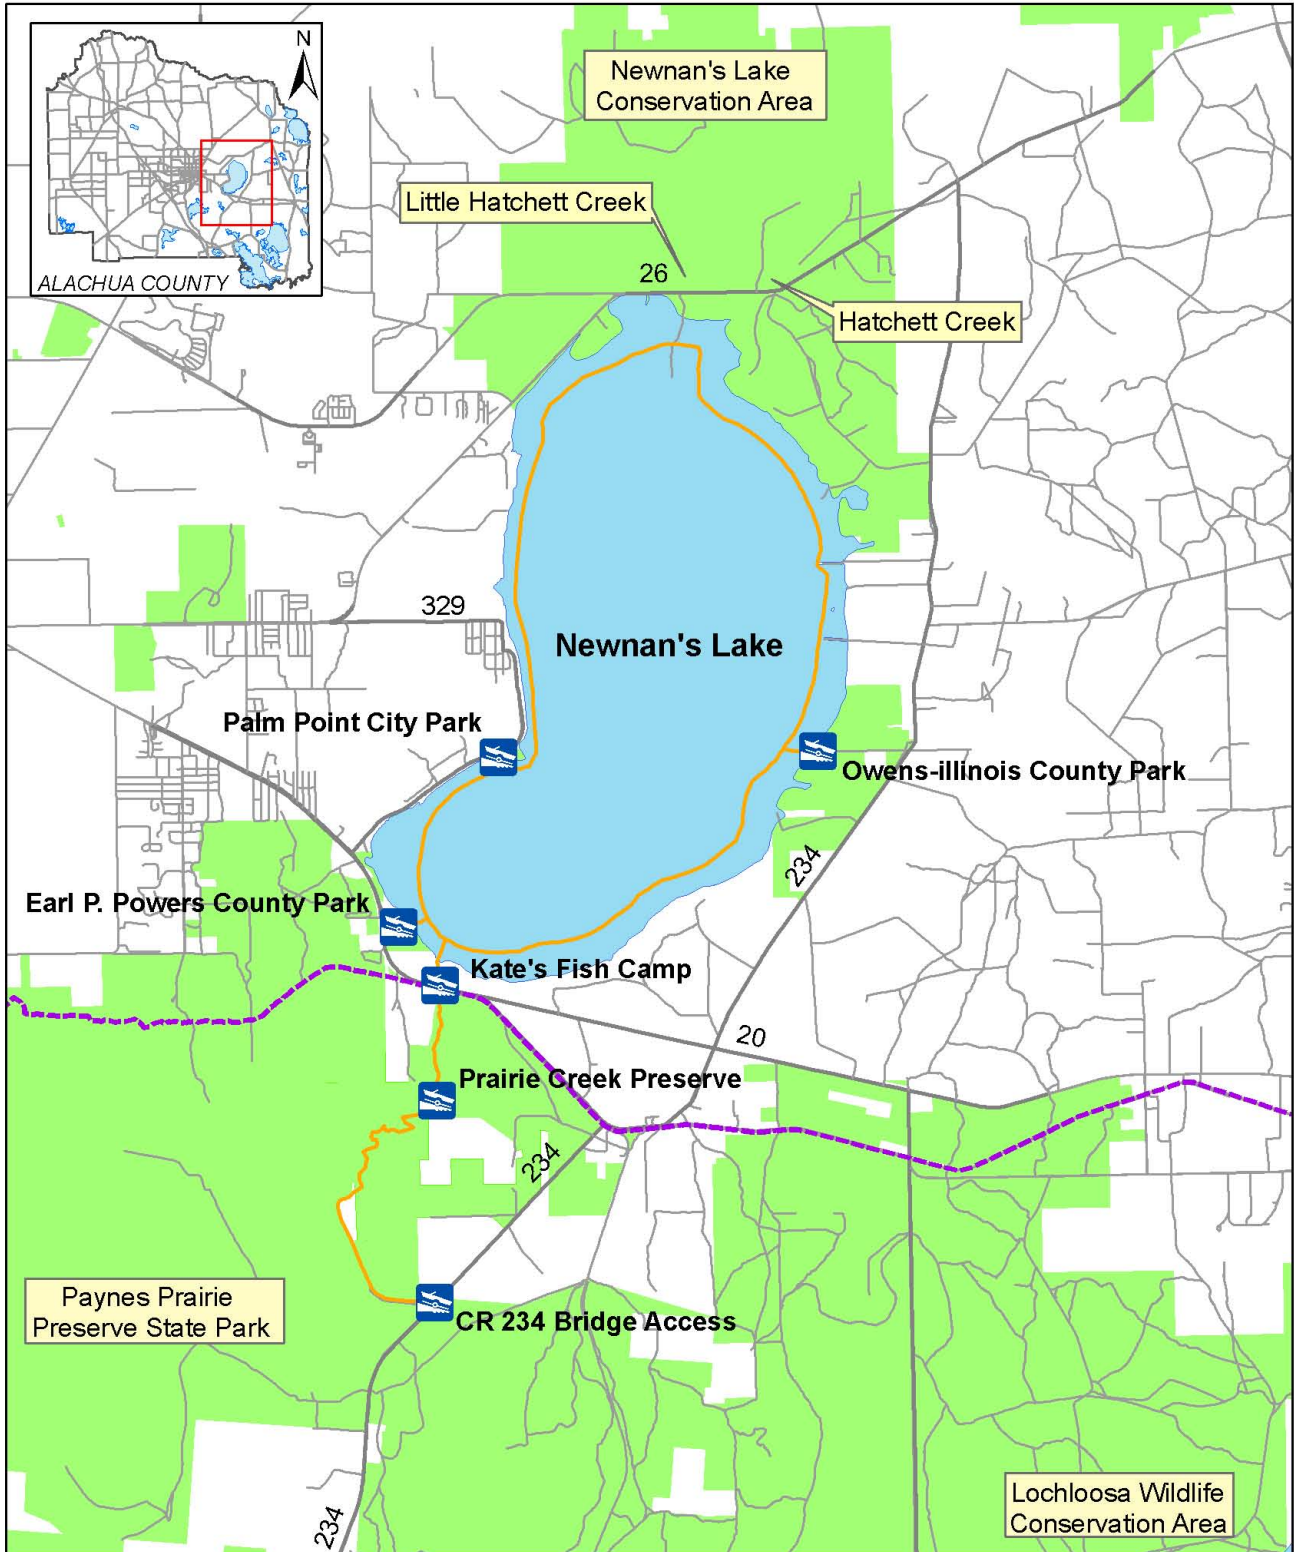 N
ALACHUA COUNTY
Newnan's Lake
Conservation Area
Little Hatchett Creek
26
Hatchett Creek
329
Newnan's Lake
Palm Point City Park
Owens-illinois County Park
234
Earl P. Powers County Park
Kate's Fish Camp
20
Prairie Creek Preserve
234
Paynes Prairie
Preserve State Park
CR 234 Bridge Access
Lochloosa Wildlife
Conservation Area
234